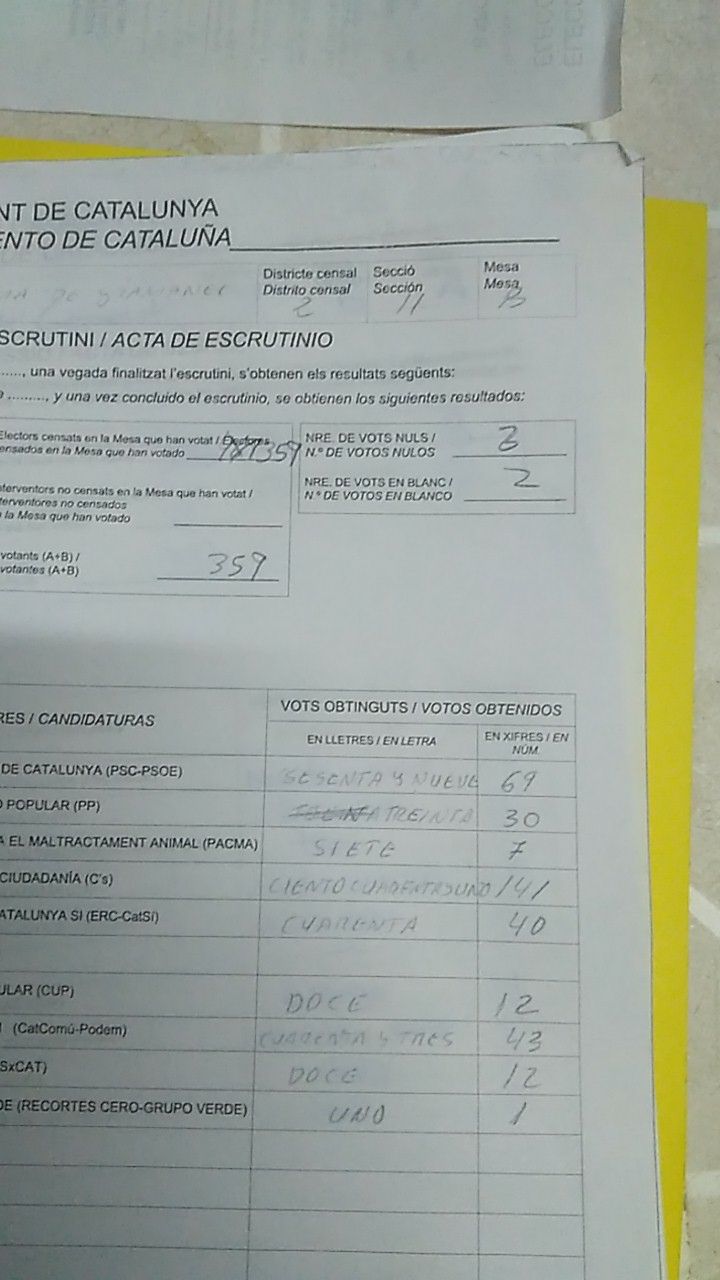 NT DE CATALUNYA
ENTO DE CATALUÑA
Districte censal Secció Mesa
Distrito censal Sección Mesa
2 11 B
SCRUTINI / ACTA DE ESCRUTINIO
....., una vegada finalitzat l'escrutini, s'obtenen els resultats següents:
........., y una vez concluido el escrutinio, se obtienen los siguientes resultados:
Electors censats en la Mesa que han votat / Electores
ensados en la Mesa que han votado 359
NRE. DE VOTS NULS /
N.º DE VOTOS NULOS 3
NRE. DE VOTS EN BLANC /
N.º DE VOTOS EN BLANCO 2
terventors no censats en la Mesa que han votat /
terventores no censados
la Mesa que han votado
votants (A+B) /
votantes (A+B) 359
RES / CANDIDATURAS VOTS OBTINGUTS / VOTOS OBTENIDOS
EN LLETRES / EN LETRA EN XIFRES / EN NÚM.
DE CATALUNYA (PSC-PSOE) SESENTA Y NUEVE 69
POPULAR (PP) TREINTA 30
A EL MALTRACTAMENT ANIMAL (PACMA) SIETE 7
CIUDADANÍA (C's) CIENTO CUARENTA Y UNO 141
ATALUNYA SI (ERC-CatSí) CUARENTA 40
ULAR (CUP) DOCE 12
(CatComú-Podem) CUARENTA Y TRES 43
SxCAT) DOCE 12
DE (RECORTES CERO-GRUPO VERDE) UNO 1